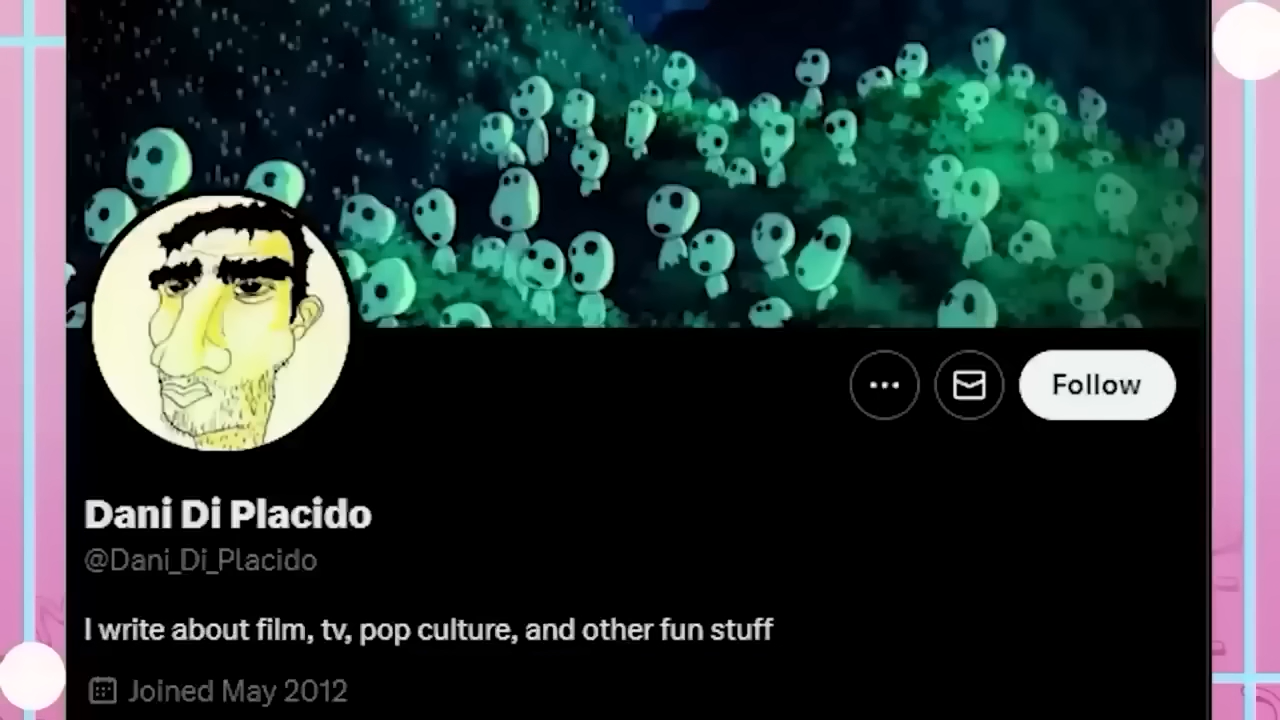 Follow
Dani Di Placido
@Dani_Di_Placido
I write about film, tv, pop culture, and other fun stuff
Joined May 2012